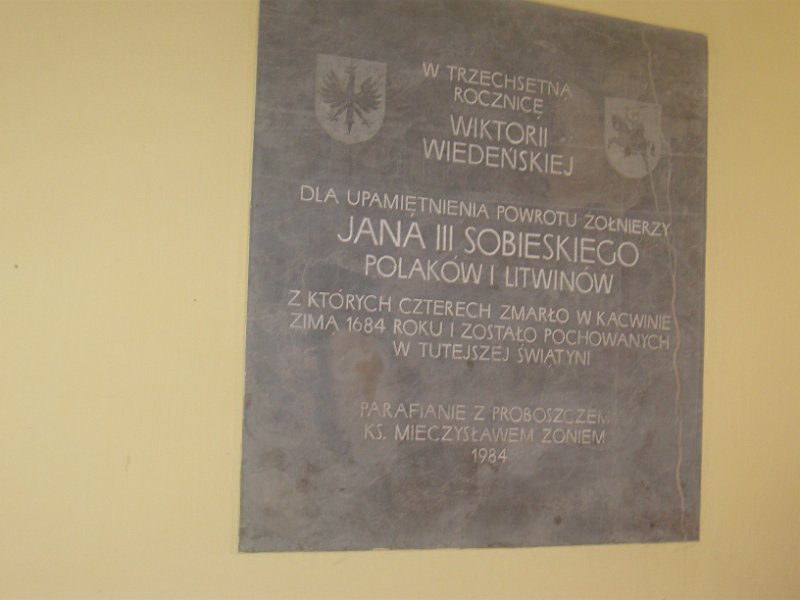 W TRZECHSETNĄ
ROCZNICĘ
WIKTORII
WIEDEŃSKIEJ
DLA UPAMIĘTNIENIA POWROTU ŻOŁNIERZY
JANA III SOBIESKIEGO
POLAKÓW I LITWINÓW
Z KTÓRYCH CZTERECH ZMARŁO W KACWINIE
ZIMĄ 1684 ROKU I ZOSTAŁO POCHOWANYCH
W TUTEJSZEJ ŚWIĄTYNI
PARAFIANIE Z PROBOSZCZEM
KS. MIECZYSŁAWEM ZONIEM
1984